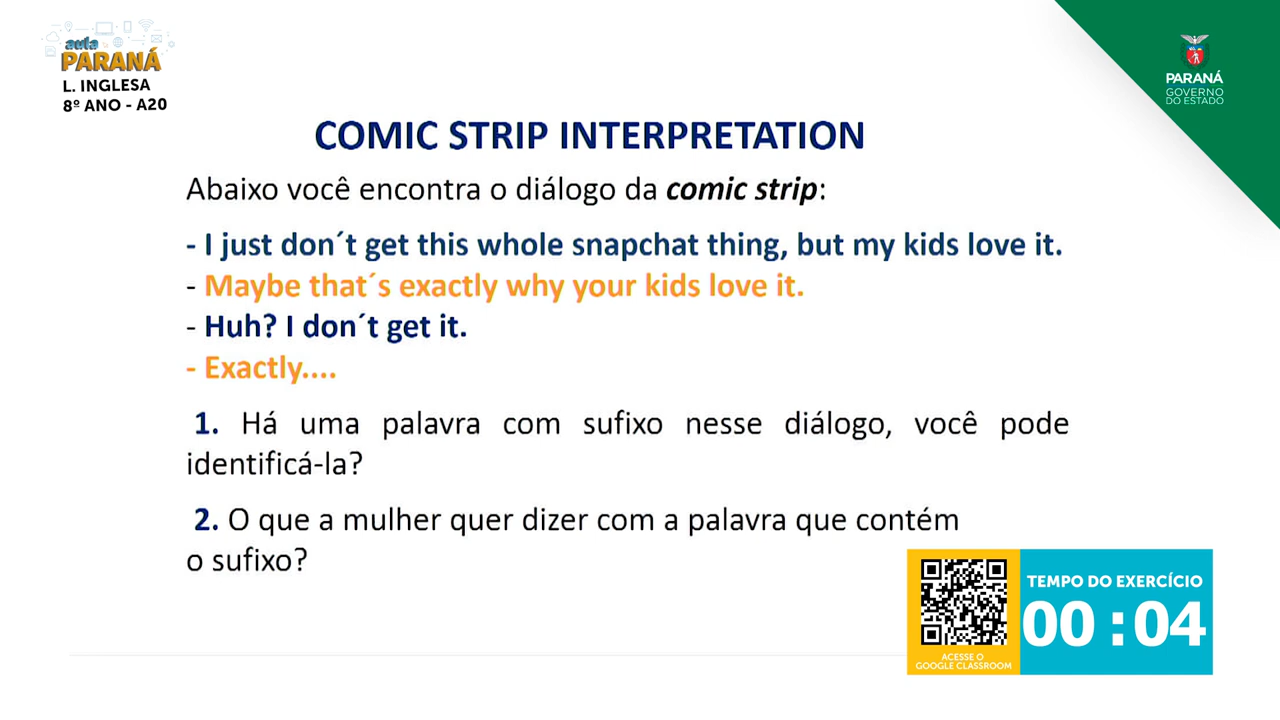 aula
PARANÁ
L. INGLESA
8º ANO - A20
PARANÁ
GOVERNO
DO ESTADO
COMIC STRIP INTERPRETATION
Abaixo você encontra o diálogo da comic strip:
- I just don´t get this whole snapchat thing, but my kids love it.
- Maybe that´s exactly why your kids love it.
- Huh? I don´t get it.
- Exactly....
1. Há uma palavra com sufixo nesse diálogo, você pode
identificá-la?
2. O que a mulher quer dizer com a palavra que contém
o sufixo?
ACESSE O
GOOGLE CLASSROOM
TEMPO DO EXERCÍCIO
00 : 04